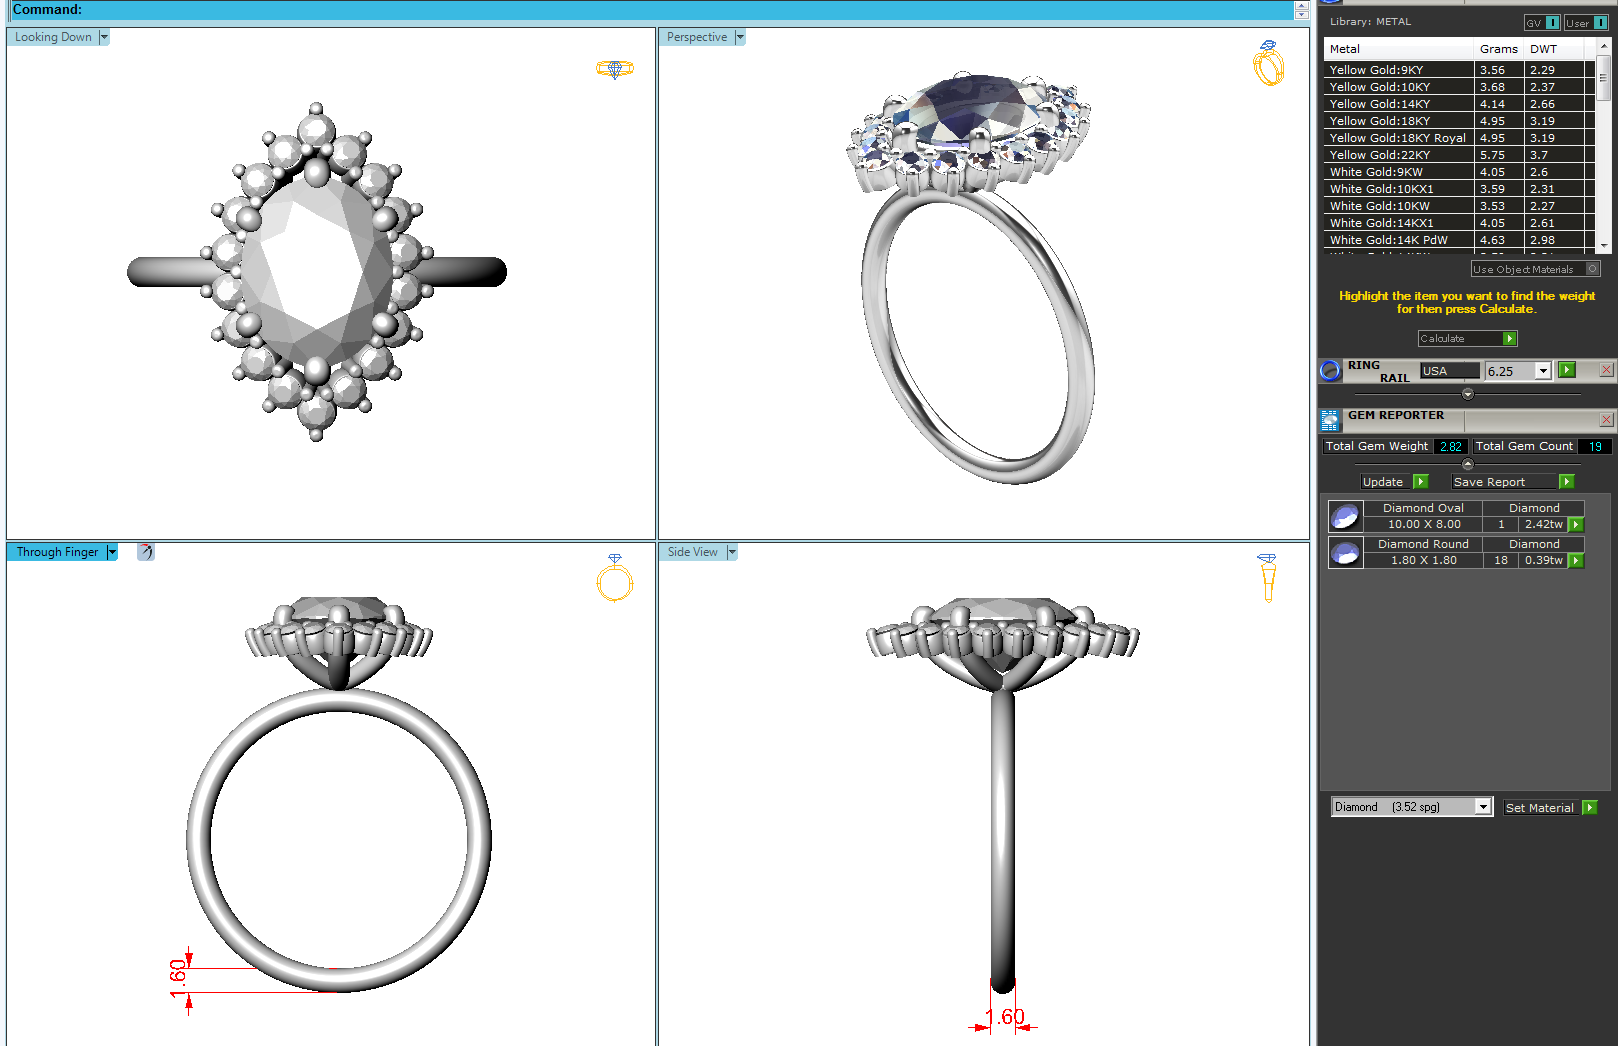 Command:
Looking Down
Perspective
Through Finger
1.60
Side View
1.60
Library: METAL GV User
Metal Grams DWT
Yellow Gold:9KY 3.56 2.29
Yellow Gold:10KY 3.68 2.37
Yellow Gold:14KY 4.14 2.66
Yellow Gold:18KY 4.95 3.19
Yellow Gold:18KY Royal 4.95 3.19
Yellow Gold:22KY 5.75 3.7
White Gold:9KW 4.05 2.6
White Gold:10KX1 3.59 2.31
White Gold:10KW 3.53 2.27
White Gold:14KX1 4.05 2.61
White Gold:14K PdW 4.63 2.98
Use Object Materials
Highlight the item you want to find the weight
for then press Calculate.
Calculate
RING
RAIL USA 6.25
GEM REPORTER
Total Gem Weight 2.82 Total Gem Count 19
Update Save Report
Diamond Oval Diamond
10.00 X 8.00 1 2.42tw
Diamond Round Diamond
1.80 X 1.80 18 0.39tw
Diamond (3.52 spg) Set Material